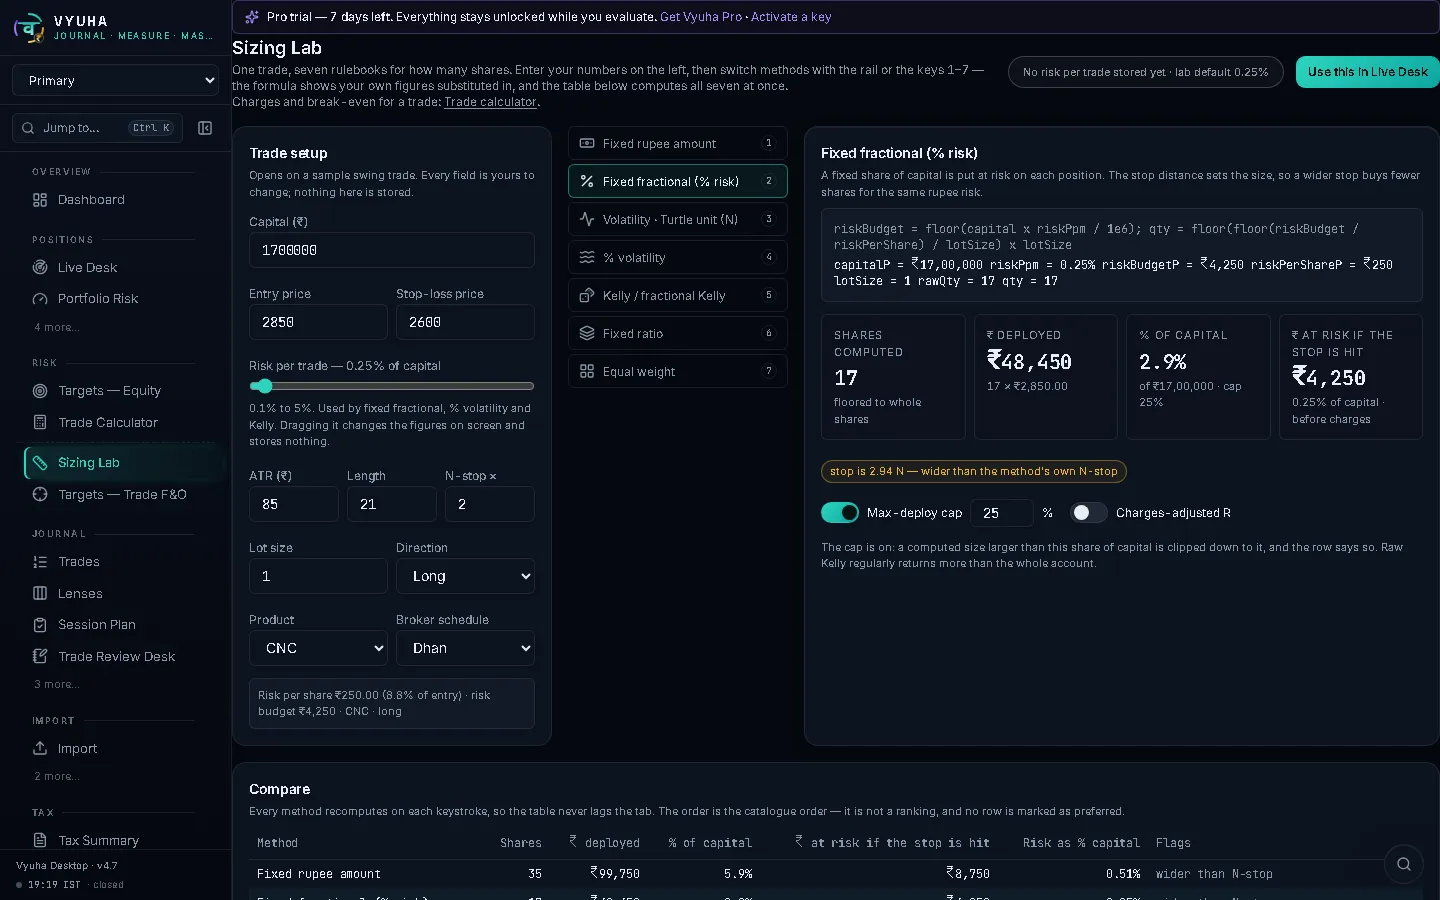 VYUHA
JOURNAL · MEASURE · MAS...
Primary
Jump to...
Ctrl K
OVERVIEW
Dashboard
POSITIONS
Live Desk
Portfolio Risk
4 more...
RISK
Targets — Equity
Trade Calculator
Sizing Lab
Targets — Trade F&O
JOURNAL
Trades
Lenses
Session Plan
Trade Review Desk
3 more...
IMPORT
Import
2 more...
TAX
Tax Summary
Vyuha Desktop · v4.7
19:19 IST · closed
Pro trial — 7 days left. Everything stays unlocked while you evaluate. Get Vyuha Pro · Activate a key
Sizing Lab
One trade, seven rulebooks for how many shares. Enter your numbers on the left, then switch methods with the rail or the keys 1–7 —
the formula shows your own figures substituted in, and the table below computes all seven at once.
Charges and break-even for a trade: Trade calculator.
No risk per trade stored yet · lab default 0.25%
Use this in Live Desk
Trade setup
Opens on a sample swing trade. Every field is yours to
change; nothing here is stored.
Capital (₹)
1700000
Entry price
Stop-loss price
2850
2600
Risk per trade — 0.25% of capital
0.1% to 5%. Used by fixed fractional, % volatility and
Kelly. Dragging it changes the figures on screen and
stores nothing.
ATR (₹)
Length
N-stop ×
85
21
2
Lot size
Direction
1
Long
Product
Broker schedule
CNC
Dhan
Risk per share ₹250.00 (8.8% of entry) · risk
budget ₹4,250 · CNC · long
Fixed rupee amount 1
Fixed fractional (% risk) 2
Volatility · Turtle unit (N) 3
% volatility 4
Kelly / fractional Kelly 5
Fixed ratio 6
Equal weight 7
Fixed fractional (% risk)
A fixed share of capital is put at risk on each position. The stop distance sets the size, so a wider stop buys fewer
shares for the same rupee risk.
riskBudget = floor(capital x riskPpm / 1e6); qty = floor(floor(riskBudget /
riskPerShare) / lotSize) x lotSize
capitalP = ₹17,00,000 riskPpm = 0.25% riskBudgetP = ₹4,250 riskPerShareP = ₹250
lotSize = 1 rawQty = 17 qty = 17
SHARES
COMPUTED
17
floored to whole
shares
₹ DEPLOYED
₹48,450
17 × ₹2,850.00
% OF CAPITAL
2.9%
of ₹17,00,000 · cap
25%
₹ AT RISK IF THE
STOP IS HIT
₹4,250
0.25% of capital ·
before charges
stop is 2.94 N — wider than the method's own N-stop
Max-deploy cap 25 % Charges-adjusted R
The cap is on: a computed size larger than this share of capital is clipped down to it, and the row says so. Raw
Kelly regularly returns more than the whole account.
Compare
Every method recomputes on each keystroke, so the table never lags the tab. The order is the catalogue order — it is not a ranking, and no row is marked as preferred.
Method Shares ₹ deployed % of capital ₹ at risk if the stop is hit Risk as % capital Flags
Fixed rupee amount 35 ₹99,750 5.9% ₹8,750 0.51% wider than N-stop